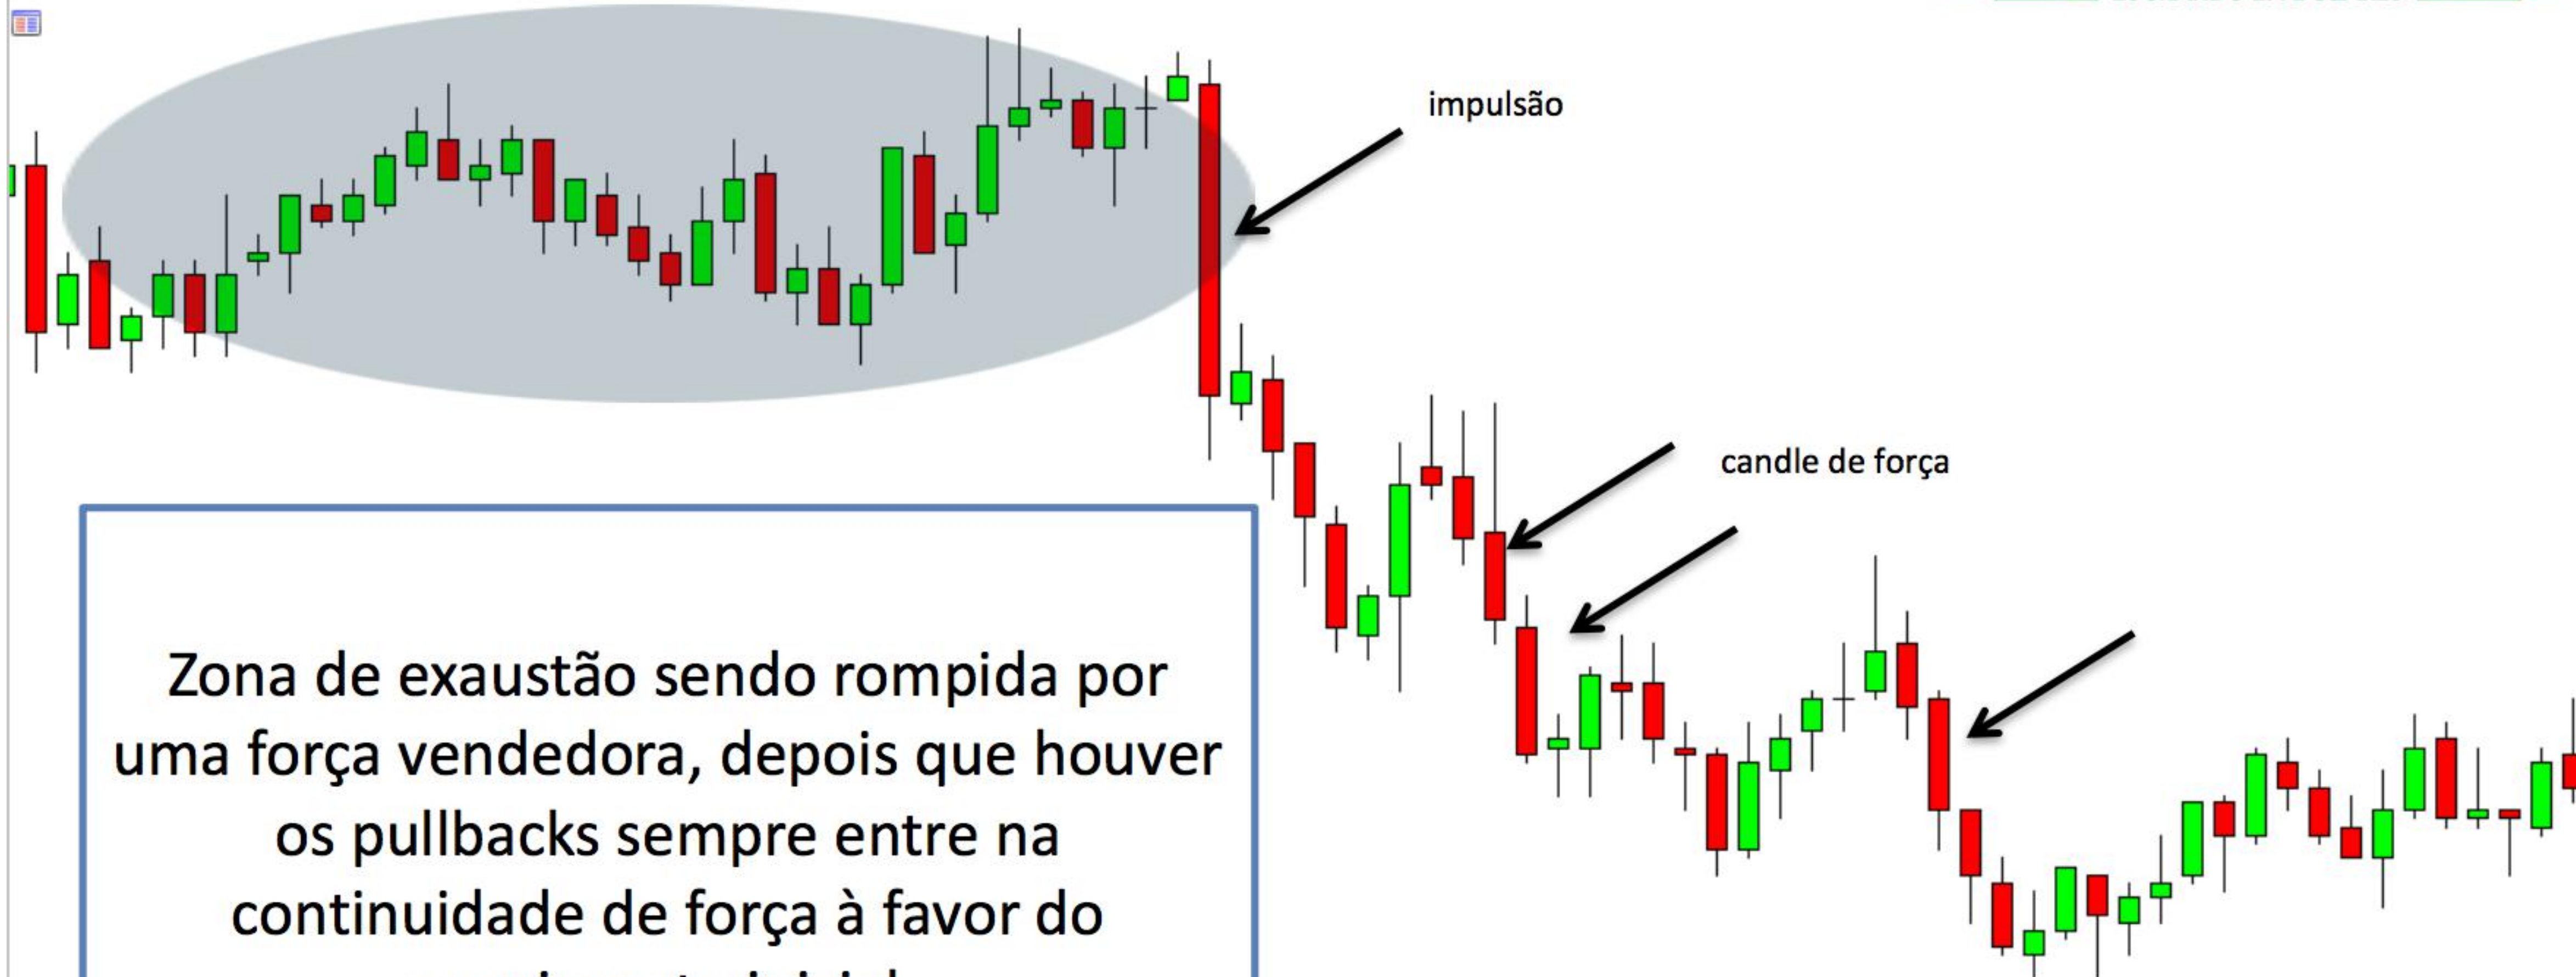 impulsão
candle de força
Zona de exaustão sendo rompida por
uma força vendedora, depois que houver
os pullbacks sempre entre na
continuidade de força à favor do